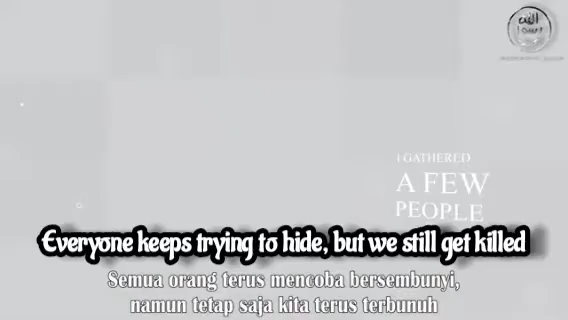 I GATHERED
A FEW
PEOPLE
Everyone keeps trying to hide, but we still get killed
Semua orang terus mencoba bersembunyi,
namun tetap saja kita terus terbunuh